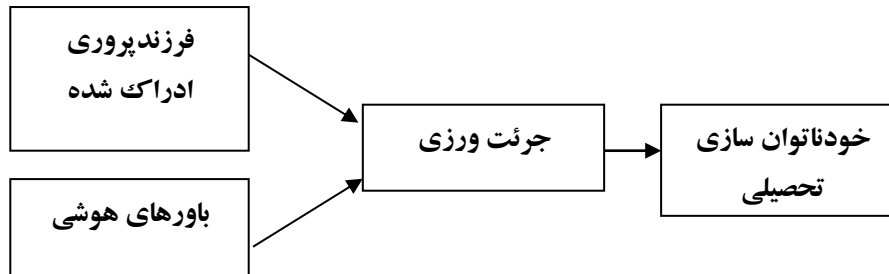 فرزندپروری
ادراک شده
باورهای هوشی
جرئت ورزی
خودناتوان سازی
تحصیلی